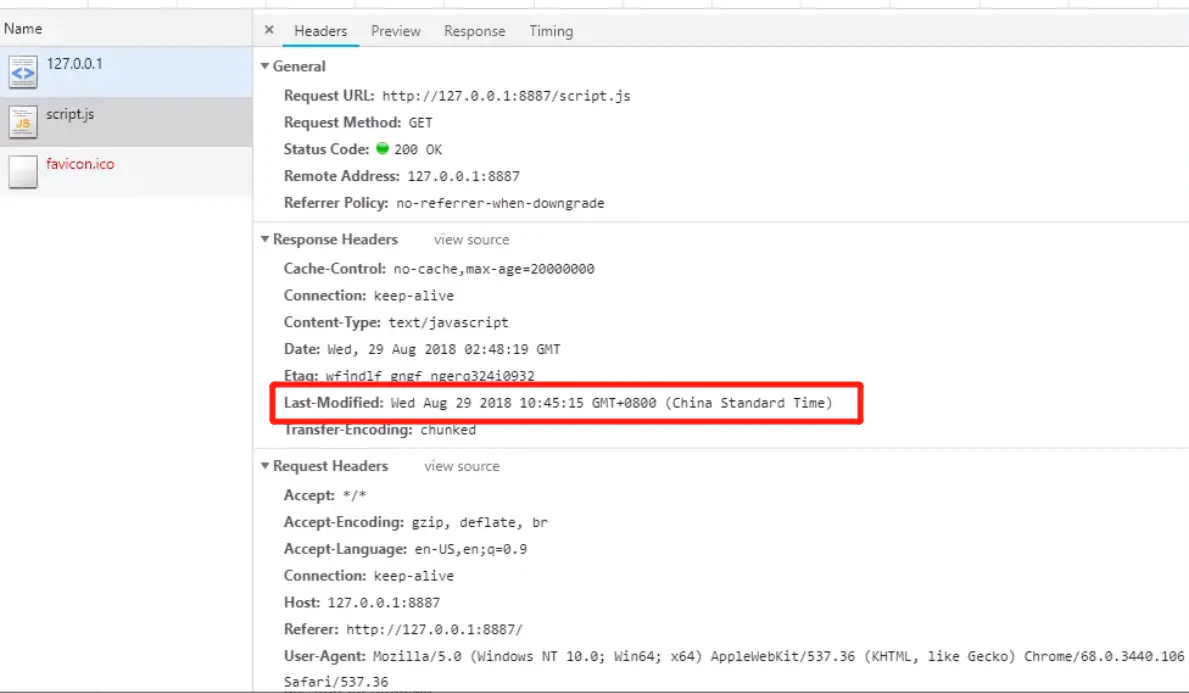 Name
× Headers Preview Response Timing
127.0.0.1
script.js
favicon.ico
General
Request URL: http://127.0.0.1:8887/script.js
Request Method: GET
Status Code: 200 OK
Remote Address: 127.0.0.1:8887
Referrer Policy: no-referrer-when-downgrade
Response Headers view source
Cache-Control: no-cache,max-age=20000000
Connection: keep-alive
Content-Type: text/javascript
Date: Wed, 29 Aug 2018 02:48:19 GMT
Etag:
Last-Modified: Wed Aug 29 2018 10:45:15 GMT+0800 (China Standard Time)
Transfer-Encoding: chunked
Request Headers view source
Accept: */*
Accept-Encoding: gzip, deflate, br
Accept-Language: en-US,en;q=0.9
Connection: keep-alive
Host: 127.0.0.1:8887
Referer: http://127.0.0.1:8887/
User-Agent: Mozilla/5.0 (Windows NT 10.0; Win64; x64) AppleWebKit/537.36 (KHTML, like Gecko) Chrome/68.0.3440.106
Safari/537.36